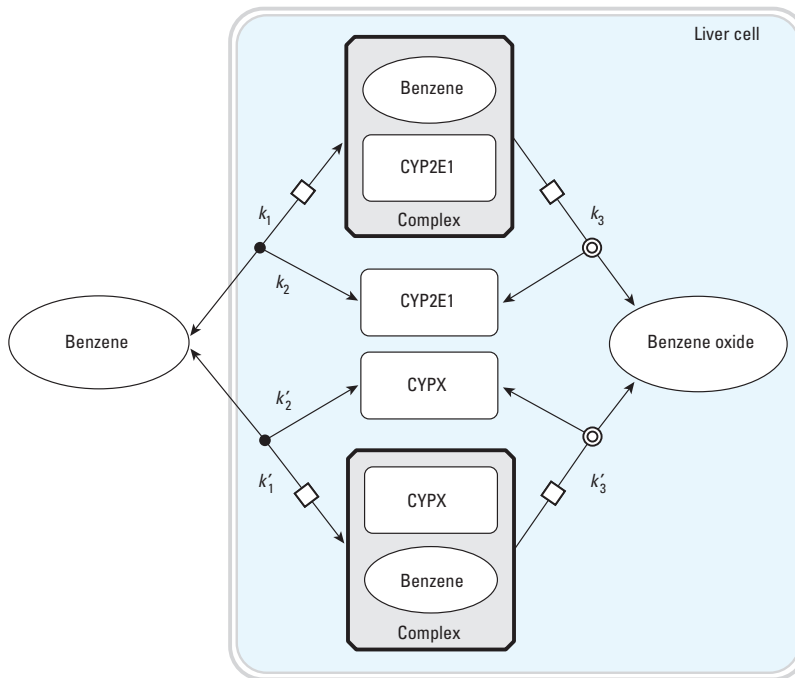 Liver cell
Benzene
CYP2E1
Complex
k1
k3
k2
CYP2E1
Benzene
Benzene oxide
CYPX
k′2
k′1
k′3
CYPX
Benzene
Complex